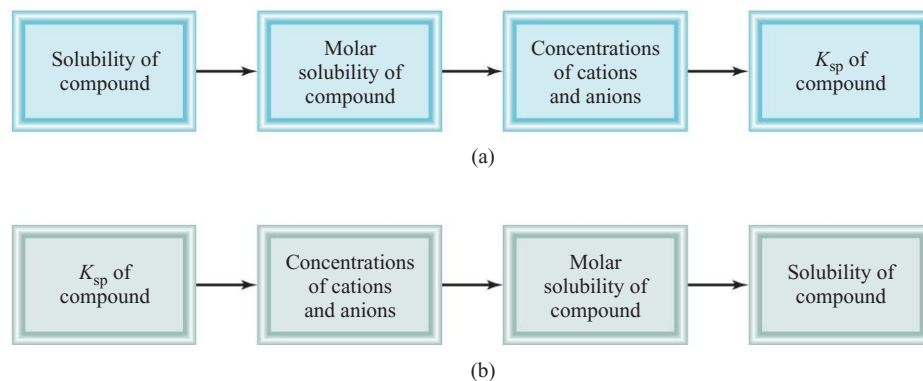 Solubility of
compound
Molar
solubility of
compound
Concentrations
of cations
and anions
Ksp of
compound
(a)
Ksp of
compound
Concentrations
of cations
and anions
Molar
solubility of
compound
Solubility of
compound
(b)